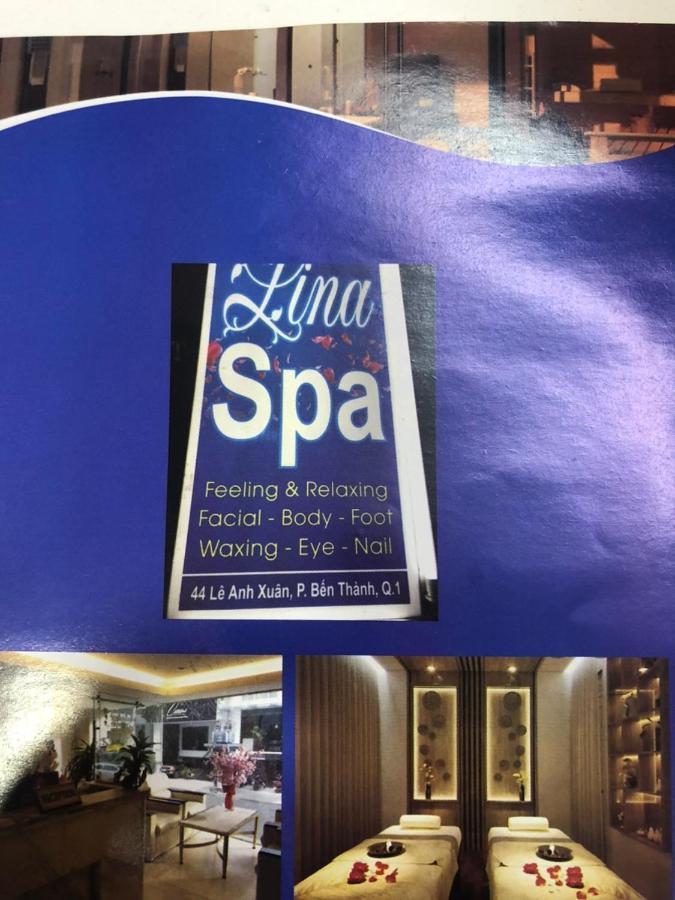 Lina
Spa
Feeling & Relaxing
Facial - Body - Foot
Waxing - Eye - Nail
44 Lê Anh Xuân, P. Bến Thành, Q.1